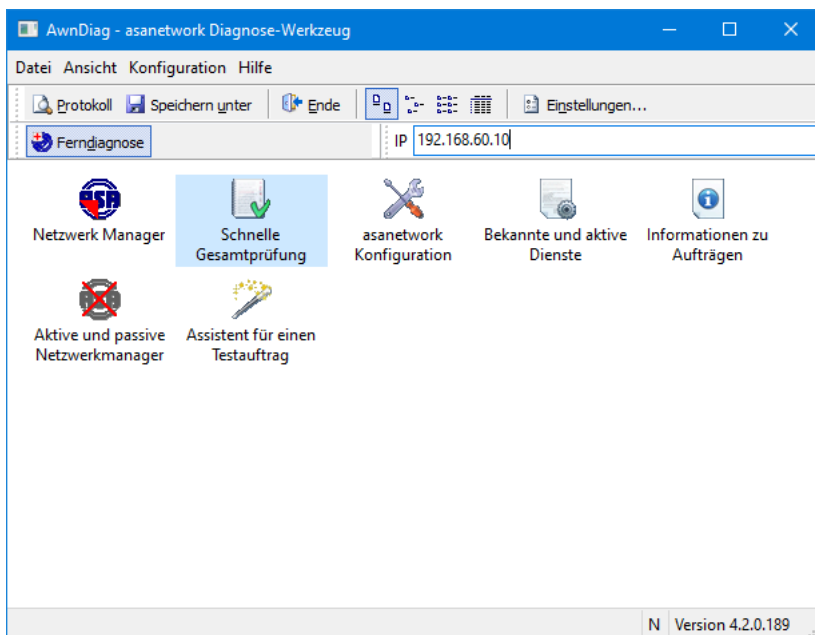 AwnDiag - asanetwork Diagnose-Werkzeug
Datei Ansicht Konfiguration Hilfe
Protokoll Speichern unter Ende Einstellungen...
Ferndiagnose IP 192.168.60.10
ASA
Netzwerk Manager Schnelle asanetwork Bekannte und aktive Informationen zu
Gesamtprüfung Konfiguration Dienste Aufträgen
Aktive und passive Assistent für einen
Netzwerkmanager Testauftrag
N Version 4.2.0.189